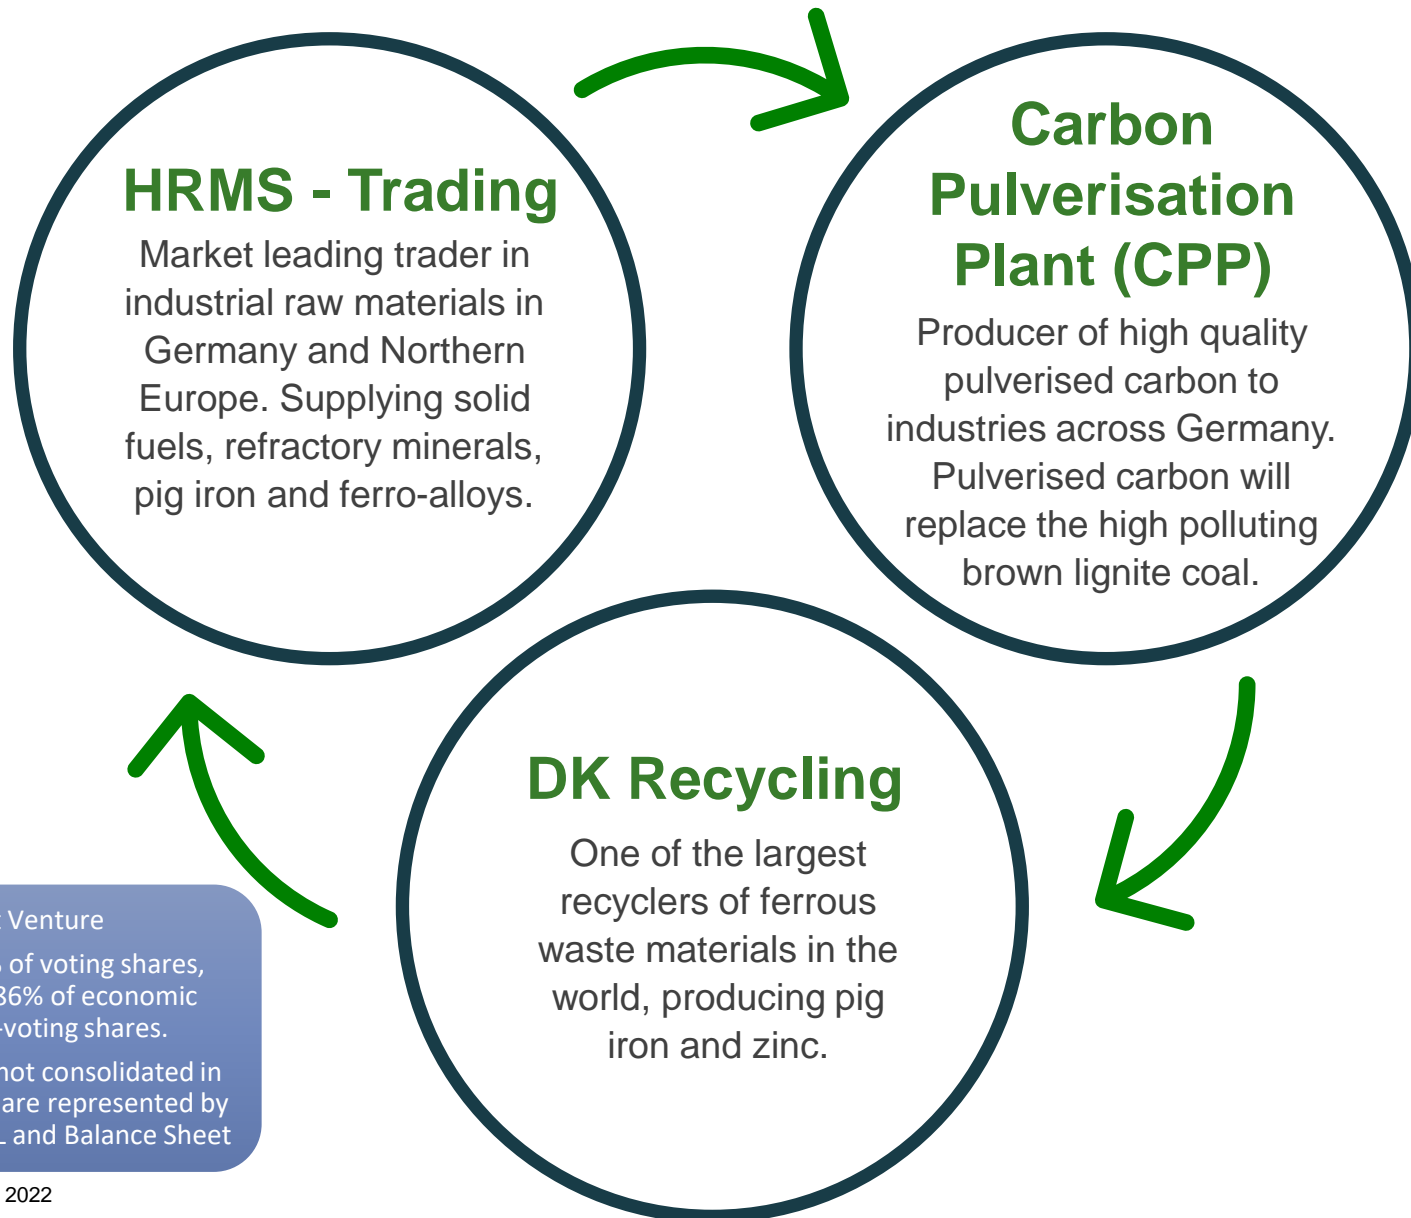 HRMS - Trading
Market leading trader in
industrial raw materials in
Germany and Northern
Europe. Supplying solid
fuels, refractory minerals,
pig iron and ferro-alloys.
Carbon
Pulverisation
Plant (CPP)
Producer of high quality
pulverised carbon to
industries across Germany.
Pulverised carbon will
replace the high polluting
brown lignite coal.
DK Recycling
One of the largest
recyclers of ferrous
waste materials in the
world, producing pig
iron and zinc.
Venture
of voting shares,
86% of economic
-voting shares.
not consolidated in
are represented by
and Balance Sheet
2022